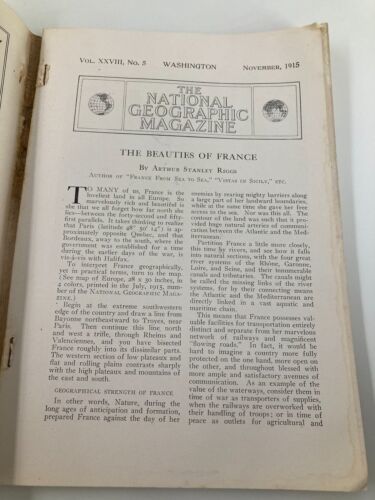 VOL. XXVIII, No. 5 WASHINGTON NOVEMBER, 1915
THE
NATIONAL
GEOGRAPHIC
MAGAZINE
THE BEAUTIES OF FRANCE
BY ARTHUR STANLEY RIGGS
AUTHOR OF "FRANCE FROM SEA TO SEA," "VISTAS IN SICILY," ETC.
TO MANY of us, France is the
loveliest land in all Europe. So
marvelously rich and beautiful is
she that we all forget how far north she
lies—between the forty-second and fifty-
first parallels. It takes thinking to realize
that Paris (latitude 48° 50′ 14″) is ap-
proximately opposite Quebec, and that
Bordeaux, away to the south, where the
government was established for a time
during the earlier days of the war, is
vis-à-vis with Halifax.
To interpret France geographically,
yet in practical terms, turn to the map.
(See map of Europe, 28 x 30 inches, in
4 colors, printed in the July, 1915, num-
ber of the NATIONAL GEOGRAPHIC MAGA-
ZINE.)
Begin at the extreme southwestern
edge of the country and draw a line from
Bayonne northeastward to Troyes, near
Paris. Then continue this line north
and west a trifle, through Rheims and
Valenciennes, and you have bisected
France roughly into its dissimilar parts.
The western section of low plateaux and
flat and rolling plains contrasts sharply
with the high plateaux and mountains of
the east and south.
GEOGRAPHICAL STRENGTH OF FRANCE
In other words, Nature, during the
long ages of anticipation and formation,
prepared France against the day of her
enemies by rearing mighty barriers along
a large part of her landward boundaries,
while at the same time she gave her free
access to the sea. Nor was this all. The
contour of the land was such that it pro-
vided huge natural arteries of communi-
cation between the Atlantic and the Medi-
terranean.
Partition France a little more closely,
this time by rivers, and see how it falls
into natural sections, with the four great
river systems of the Rhône, Garonne,
Loire, and Seine, and their innumerable
canals and tributaries. The canals might
be called the missing links of the river
systems, for by their connecting means
the Atlantic and the Mediterranean are
directly linked in a vast aquatic and
maritime chain.
This means that France possesses val-
uable facilities for transportation entirely
distinct and separate from her marvelous
network of railways and magnificent
"flowing roads." In fact, it would be
hard to imagine a country more fully
protected on the one hand, more open on
the other, and throughout blessed with
more ample and satisfactory avenues of
communication. As an example of the
value of the waterways, consider them in
time of war as transporters of supplies,
when the railways are overworked with
their handling of troops; or in time of
peace as outlets for agricultural and